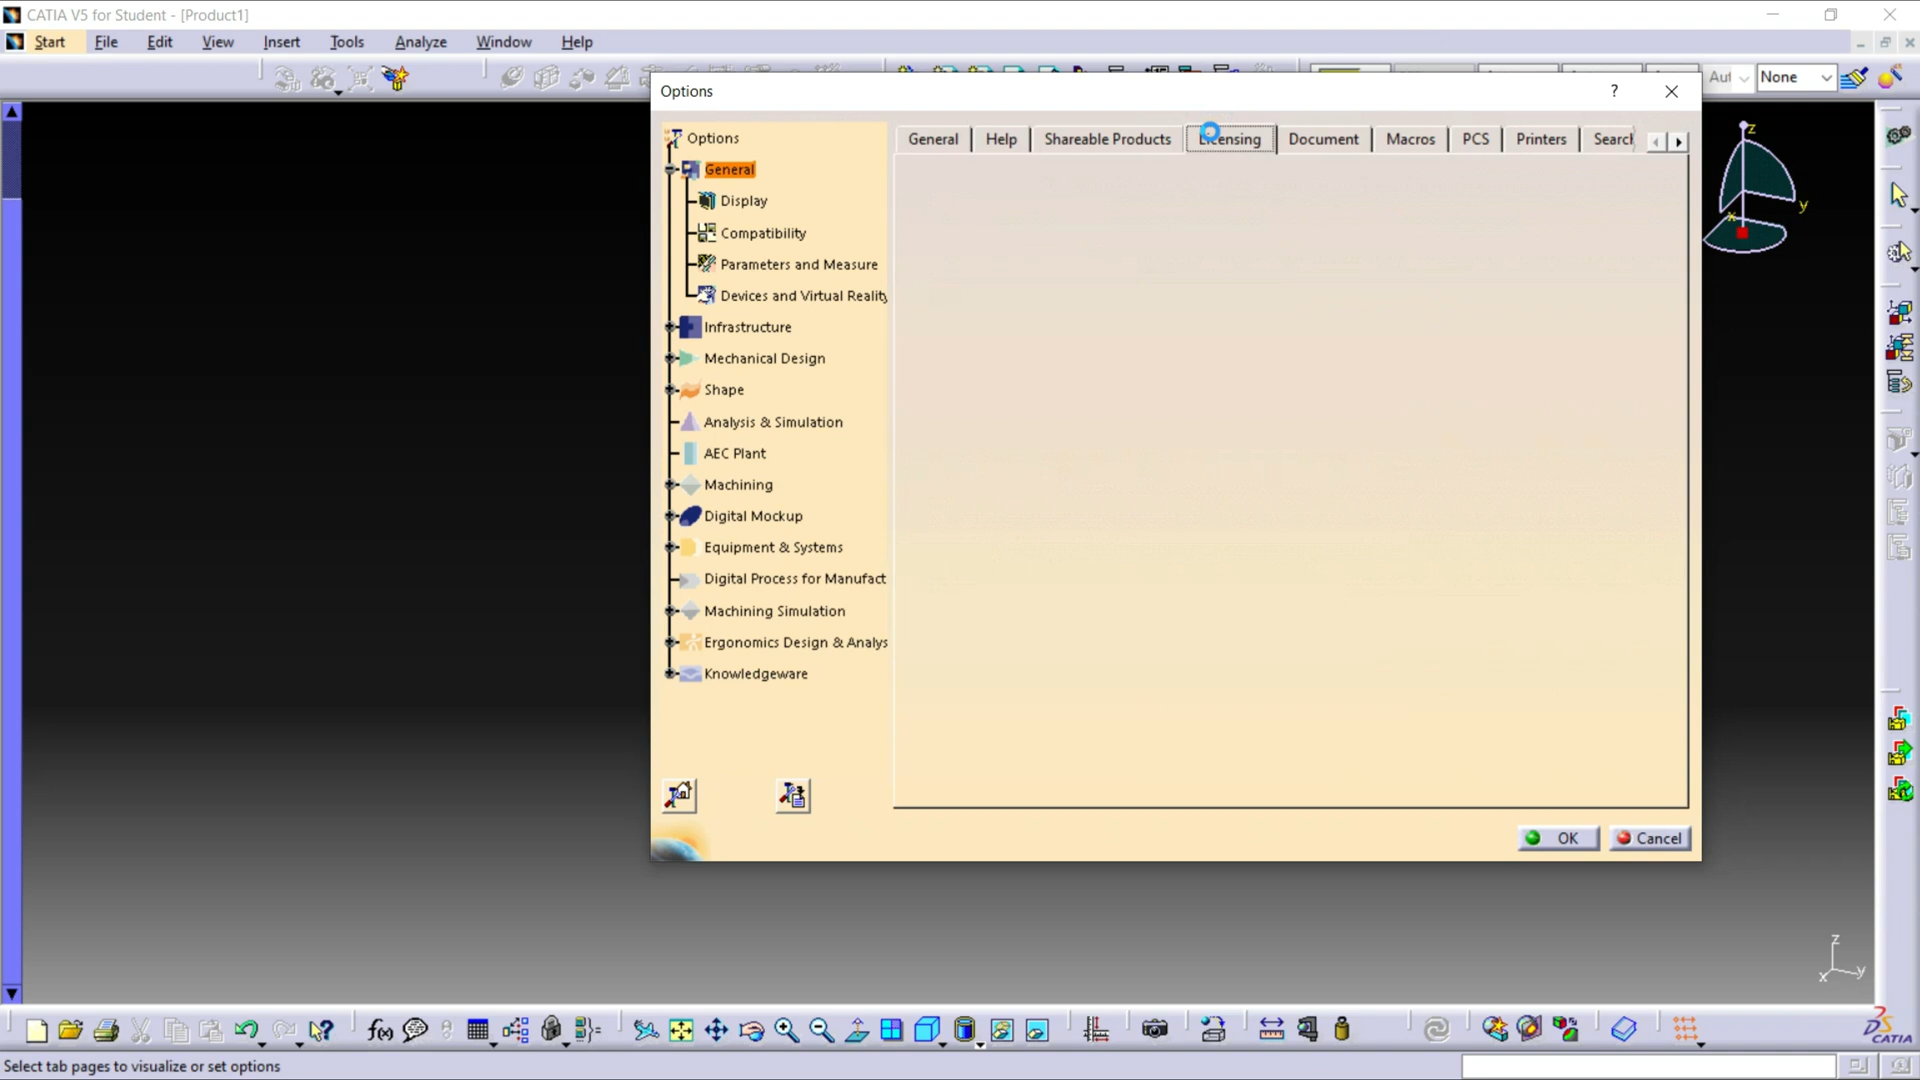 CATIA V5 for Student - [Product1]
Start File Edit View Insert Tools Analyze Window Help
Aut None
Options ?
Options
General
Display
Compatibility
Parameters and Measure
Devices and Virtual Reality
Infrastructure
Mechanical Design
Shape
Analysis & Simulation
AEC Plant
Machining
Digital Mockup
Equipment & Systems
Digital Process for Manufact
Machining Simulation
Ergonomics Design & Analys
Knowledgeware
General Help Shareable Products Licensing Document Macros PCS Printers Search
OK Cancel
z
y
x
z
x y
f(x)
CATIA
Select tab pages to visualize or set options